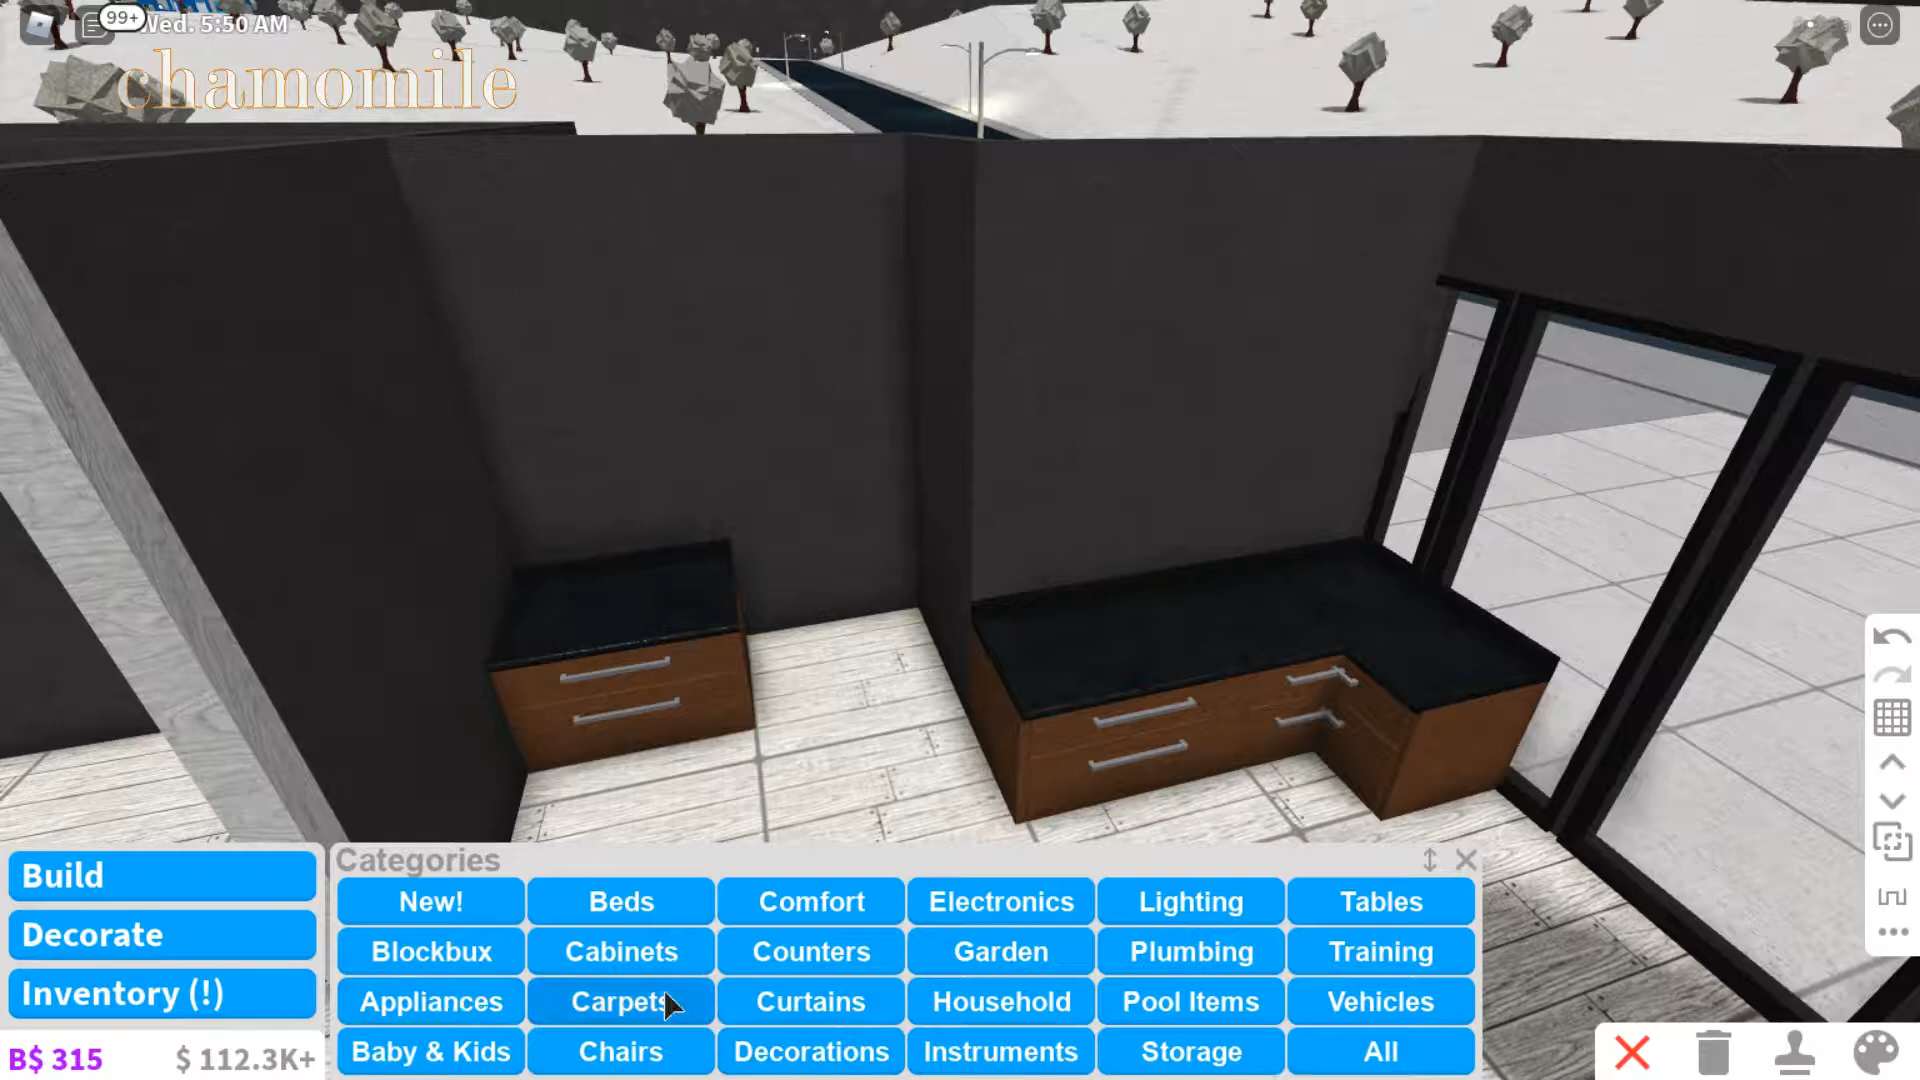 99+
Wed. 5:50 AM
chamomile
Build
Decorate
Inventory (!)
B$ 315
$ 112.3K+
Categories
New!
Beds
Comfort
Electronics
Lighting
Tables
Blockbux
Cabinets
Counters
Garden
Plumbing
Training
Appliances
Carpets
Curtains
Household
Pool Items
Vehicles
Baby & Kids
Chairs
Decorations
Instruments
Storage
All